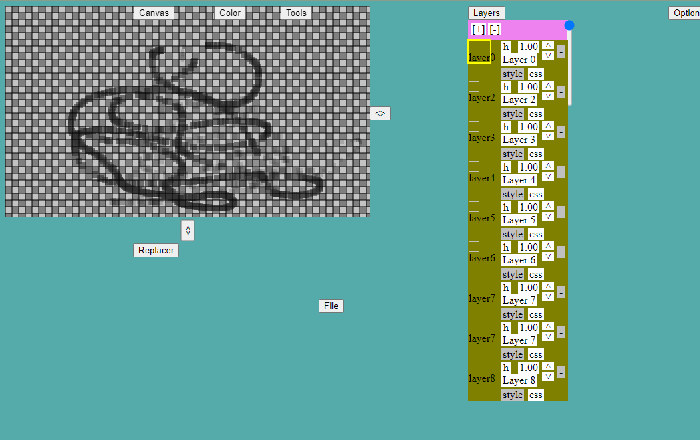 Canvas Color Tools Layers Option
[+] [-]
h 1.00 ^ -
layer0 Layer 0 v
style css
h 1.00 ^ -
layer2 Layer 2 v
style css
h 1.00 ^ -
layer3 Layer 3 v
style css
h 1.00 ^
layer4 Layer 4 v
style css
h 1.00 ^
layer5 Layer 5 v
style css
h 1.00 ^
layer6 Layer 6 v
style css
h 1.00 ^ -
layer7 Layer 7 v
style css
h 1.00 ^ -
layer7 Layer 7 v
style css
h 1.00 ^ -
layer8 Layer 8 v
style css
<>
Replacer
File